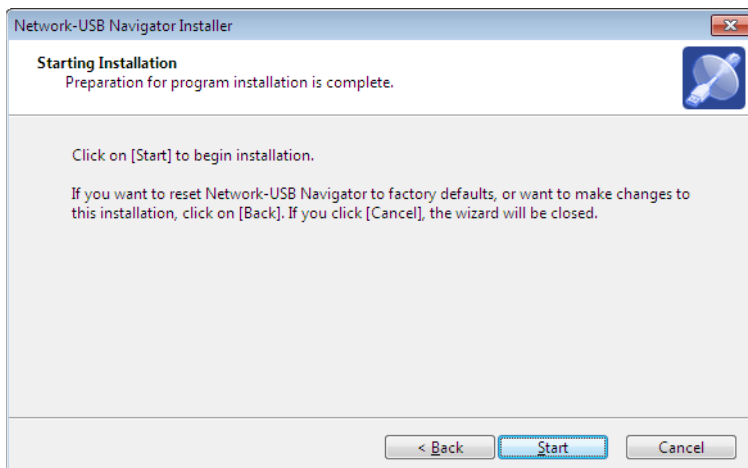 Network-USB Navigator Installer
Starting Installation
Preparation for program installation is complete.
Click on [Start] to begin installation.
If you want to reset Network-USB Navigator to factory defaults, or want to make changes to
this installation, click on [Back]. If you click [Cancel], the wizard will be closed.
< Back Start Cancel